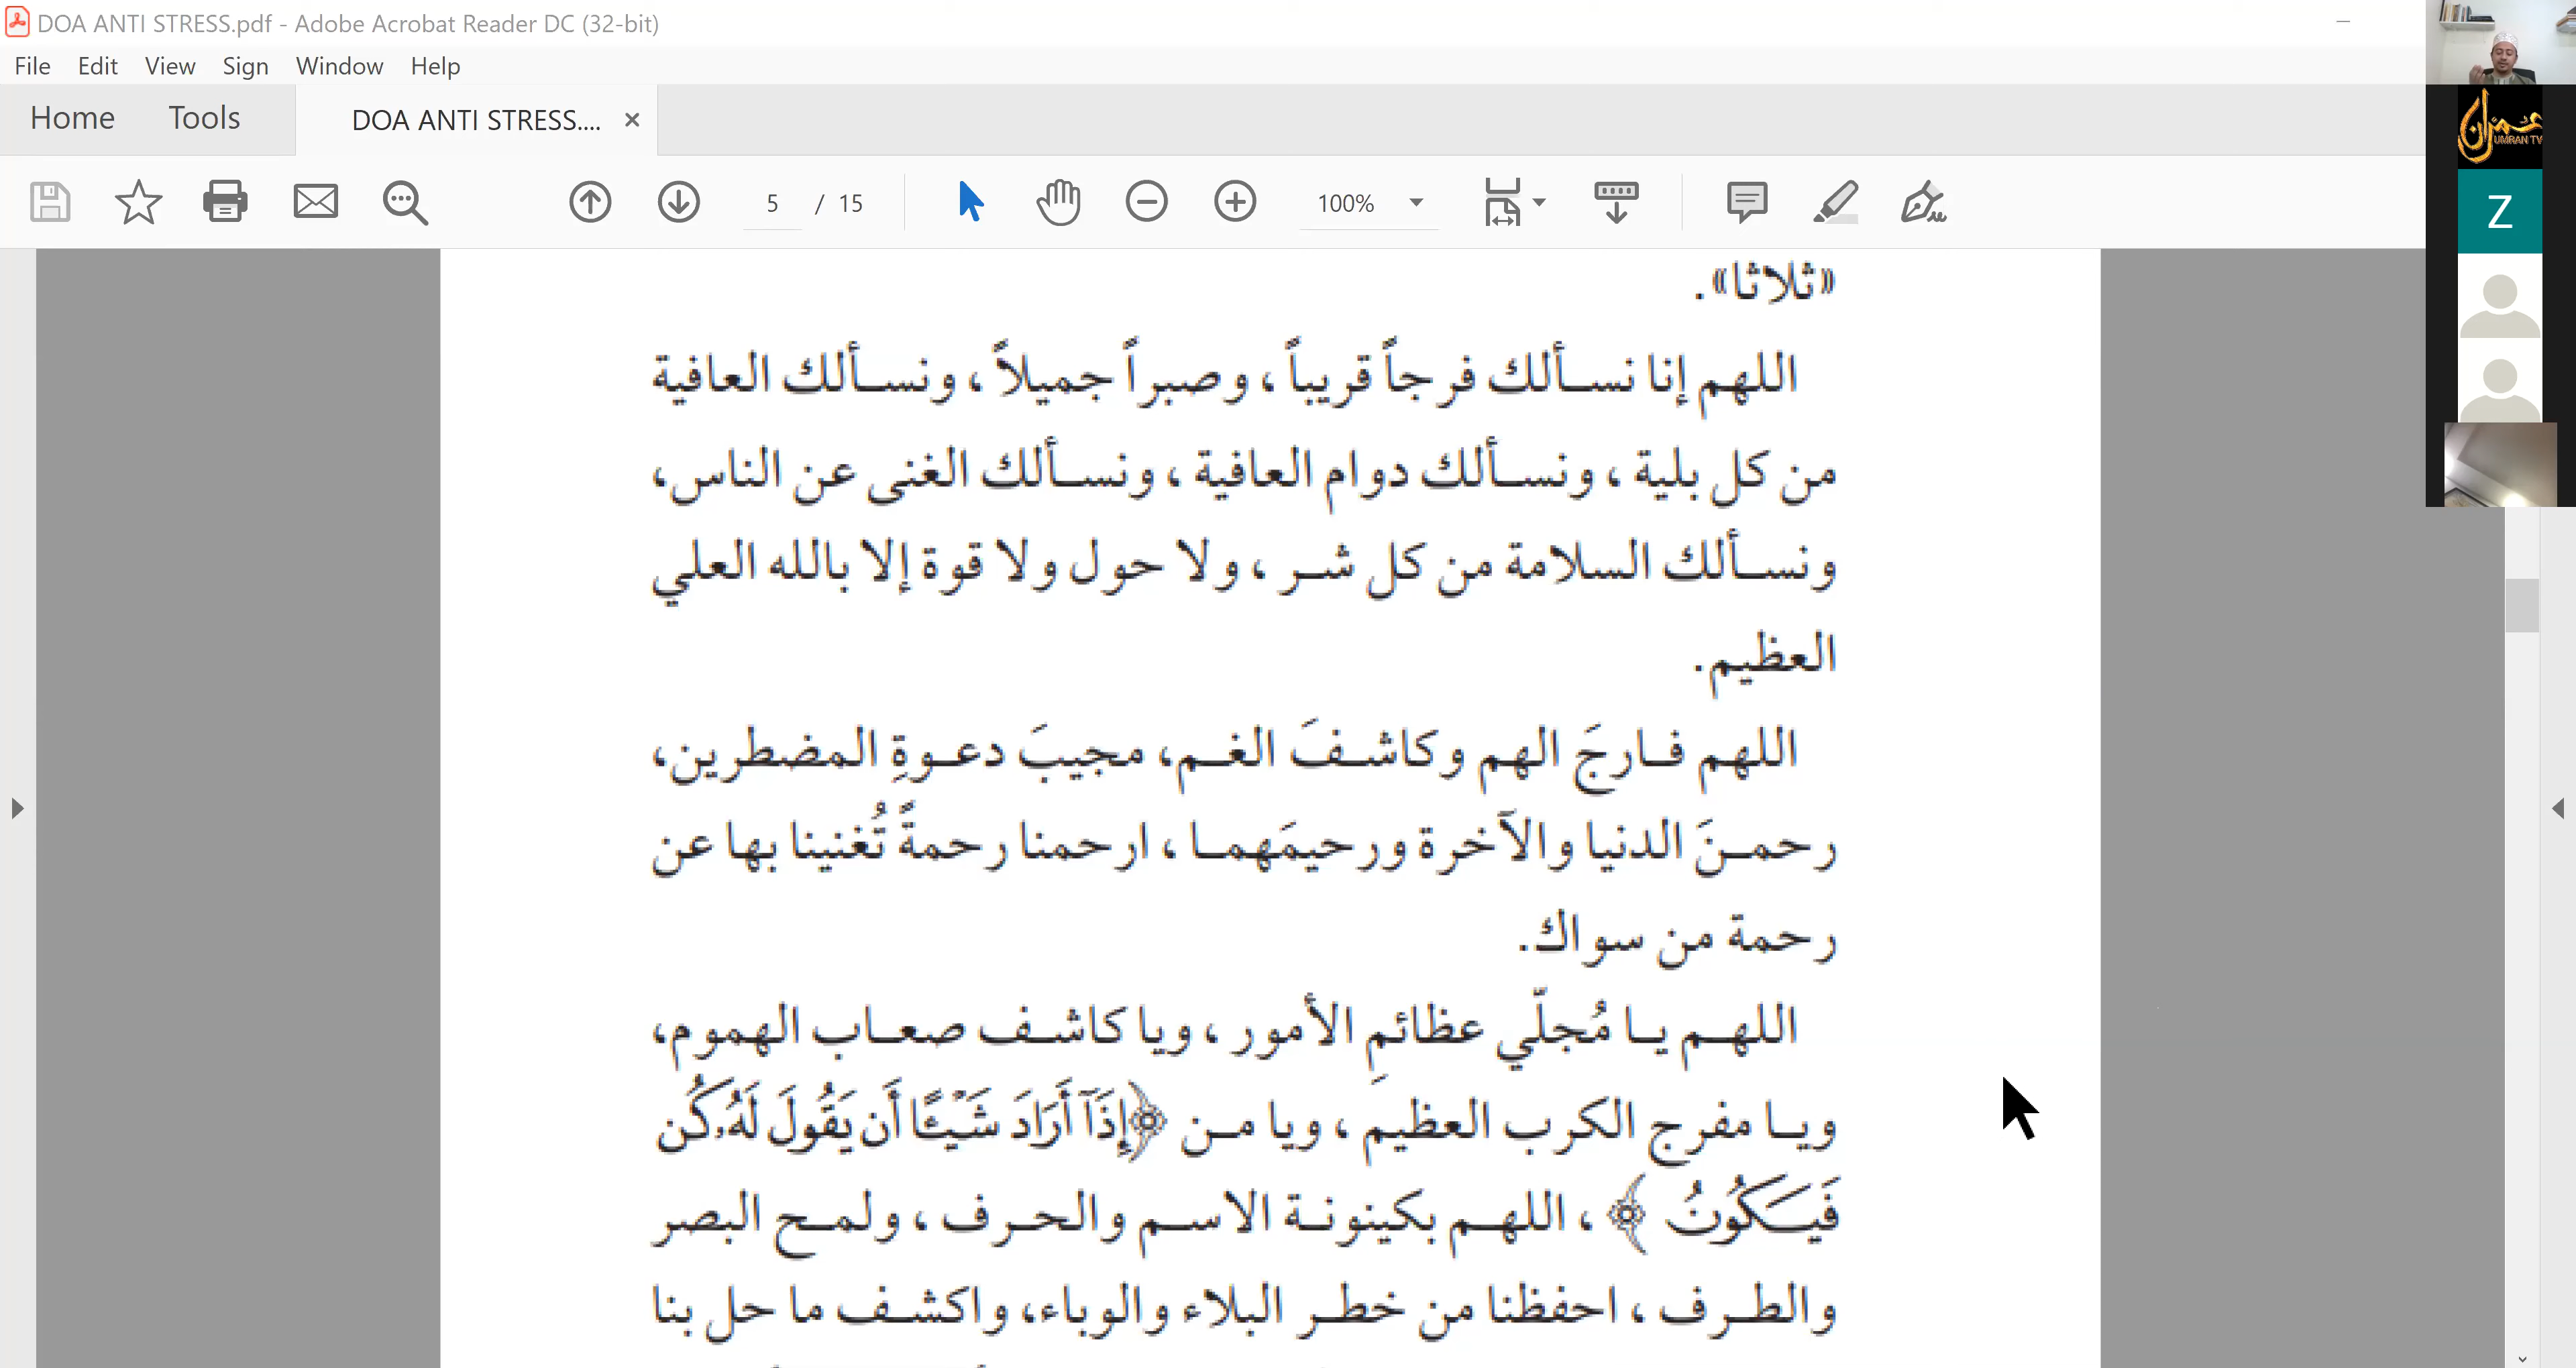 DOA ANTI STRESS.pdf - Adobe Acrobat Reader DC (32-bit)
File Edit View Sign Window Help
Home Tools DOA ANTI STRESS.... ×
5 / 15 100%
«ثلاثا».
اللهم إنا نسألك فرجاً قريباً، وصبراً جميلاً، ونسألك العافية
من كل بلية، ونسألك دوام العافية، ونسألك الغنى عن الناس،
ونسألك السلامة من كل شر، ولا حول ولا قوة إلا بالله العلي
العظيم.
اللهم فارجَ الهم وكاشفَ الغم، مجيبَ دعوةِ المضطرين،
رحمنَ الدنيا والآخرة ورحيمَهما، ارحمنا رحمةً تُغنينا بها عن
رحمة من سواك.
اللهم يا مُجلّي عظائمِ الأمور، ويا كاشف صعاب الهموم،
ويا مفرج الكرب العظيم، ويا من ﴿إِذَآ أَرَادَ شَيْـًٔا أَن يَقُولَ لَهُۥ كُن
فَيَكُونُ﴾، اللهم بكينونة الاسم والحرف، ولمح البصر
والطرف، احفظنا من خطر البلاء والوباء، واكشف ما حل بنا
عمران
UMRAN TV
Z